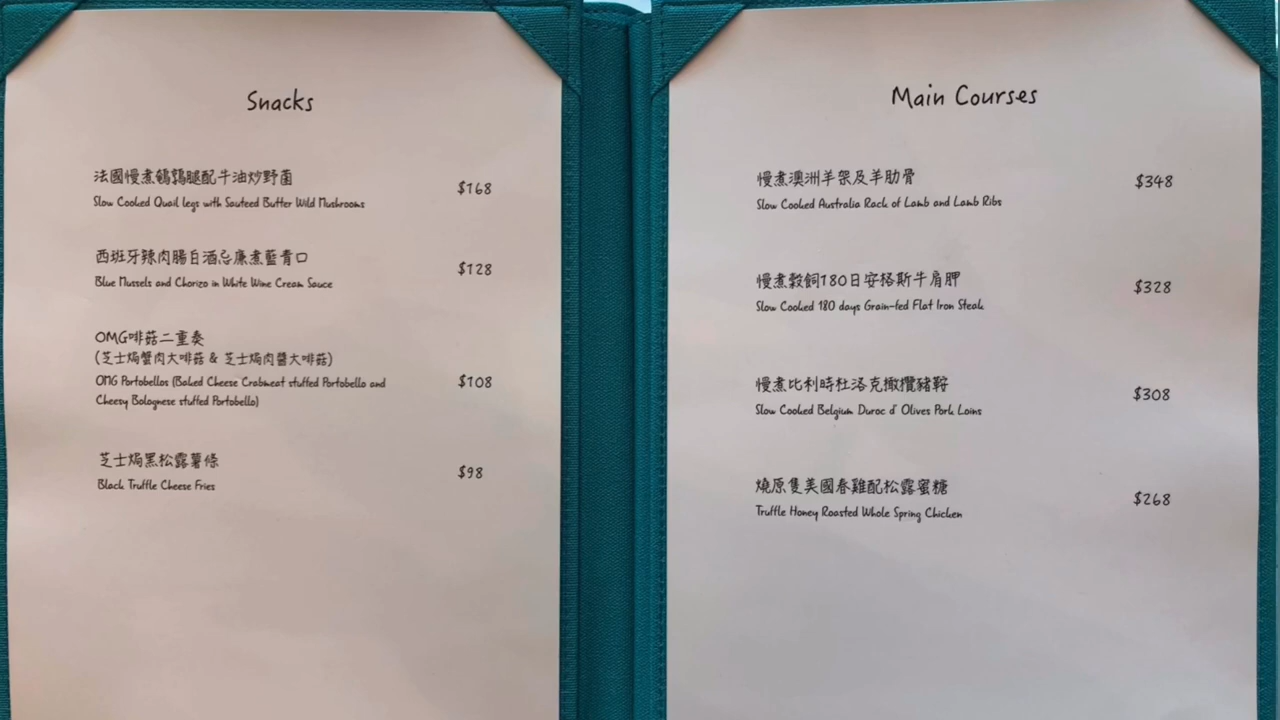 Snacks
法國慢煮鵪鶉腿配牛油炒野菌
$168
Slow Cooked Quail legs with Sauteed Butter Wild Mushrooms
西班牙辣肉腸白酒忌廉煮藍青口
$128
Blue Mussels and Chorizo in White Wine Cream Sauce
OMG啡菇二重奏
(芝士焗蟹肉大啡菇 & 芝士焗肉醬大啡菇)
OMG Portobellos (Baked Cheese Crabmeat stuffed Portobello and
$108
Cheesy Bolognese stuffed Portobello)
芝士焗黑松露薯條
$98
Black Truffle Cheese Fries
Main Courses
慢煮澳洲羊架及羊肋骨
$348
Slow Cooked Australia Rack of Lamb and Lamb Ribs
慢煮穀飼180日安格斯牛肩胛
$328
Slow Cooked 180 days Grain-fed Flat Iron Steak
慢煮比利時杜洛克橄欖豬鞍
$308
Slow Cooked Belgium Duroc d' Olives Pork Loins
燒原隻美國春雞配松露蜜糖
$268
Truffle Honey Roasted Whole Spring Chicken